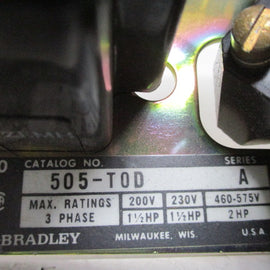 CATALOG NO. SERIES
505-TOD A
MAX. RATINGS 200V 230V 460-575V
3 PHASE 1½HP 1½HP 2HP
BRADLEY MILWAUKEE, WIS. U.S.A.